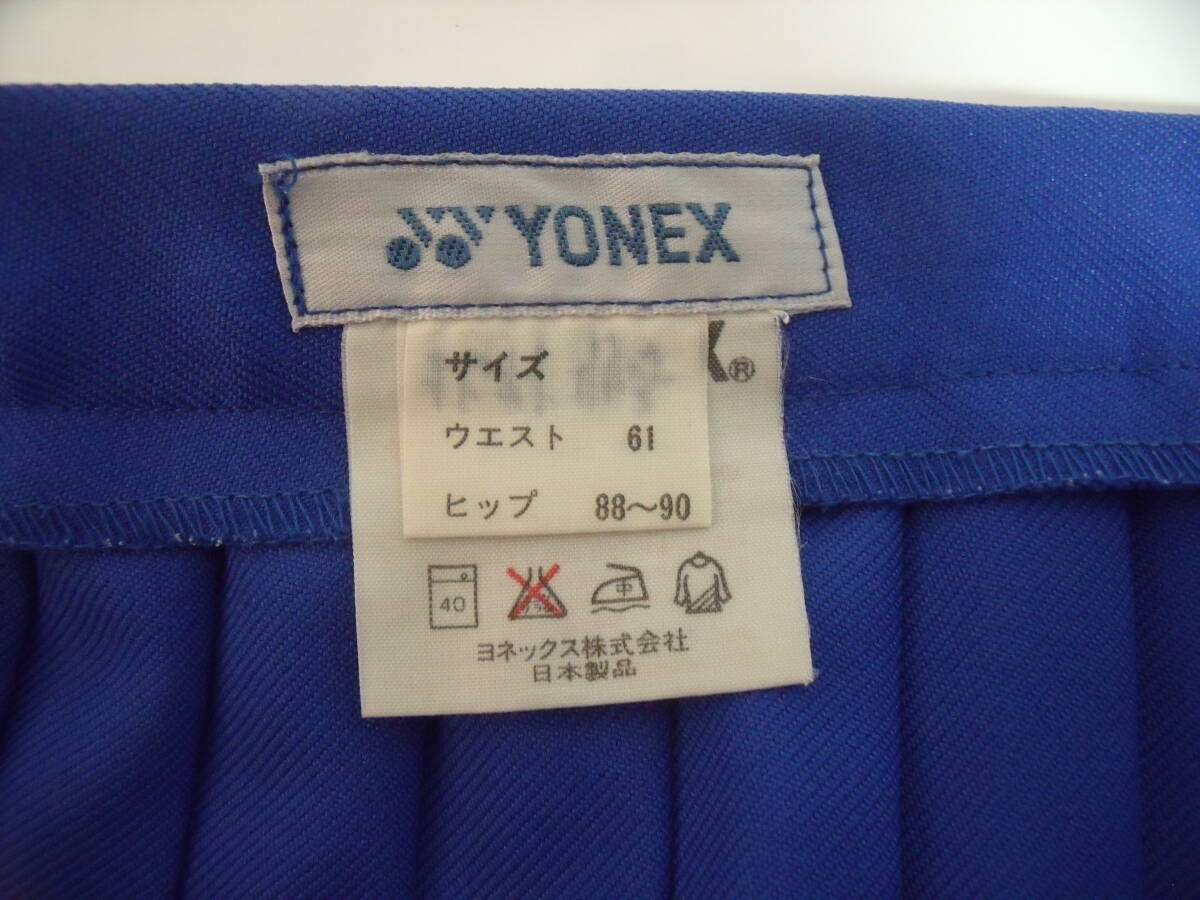 YONEX
サイズ
ウエスト 61
ヒップ 88～90
40 中
ヨネックス株式会社
日本製品